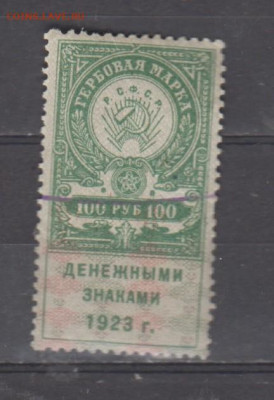 ГЕРБОВАЯ МАРКА
Р.С.Ф.С.Р.
100 РУБ 100
ДЕНЕЖНЫМИ
ЗНАКАМИ
1923 г.